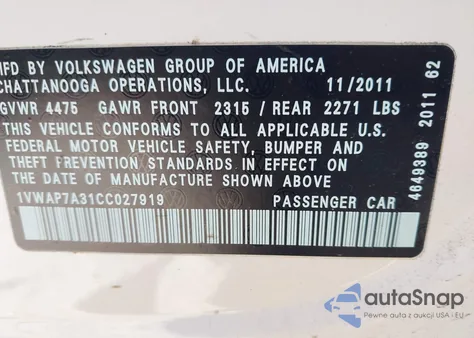 MFD BY VOLKSWAGEN GROUP OF AMERICA
CHATTANOOGA OPERATIONS, LLC. 11/2011
GVWR 4475 GAWR FRONT 2315 / REAR 2271 LBS
THIS VEHICLE CONFORMS TO ALL APPLICABLE U.S.
FEDERAL MOTOR VEHICLE SAFETY, BUMPER AND
THEFT PREVENTION STANDARDS IN EFFECT ON THE
DATE OF MANUFACTURE SHOWN ABOVE
1VWAP7A31CC027919 PASSENGER CAR
4649389 2011 62
autoSnap
Pewne auta z aukcji USA i EU